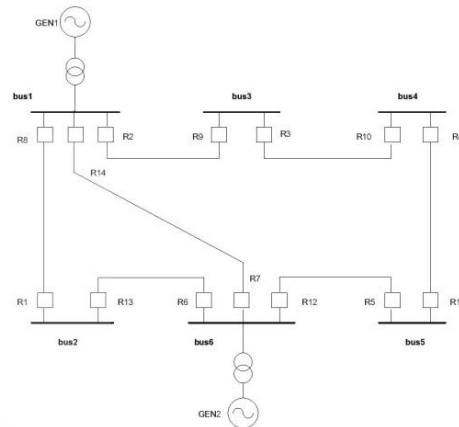 GEN1
bus1
bus3
bus4
R8
R2
R9
R3
R10
R14
R7
R1
R13
R6
R12
R5
bus2
bus6
bus5
GEN2